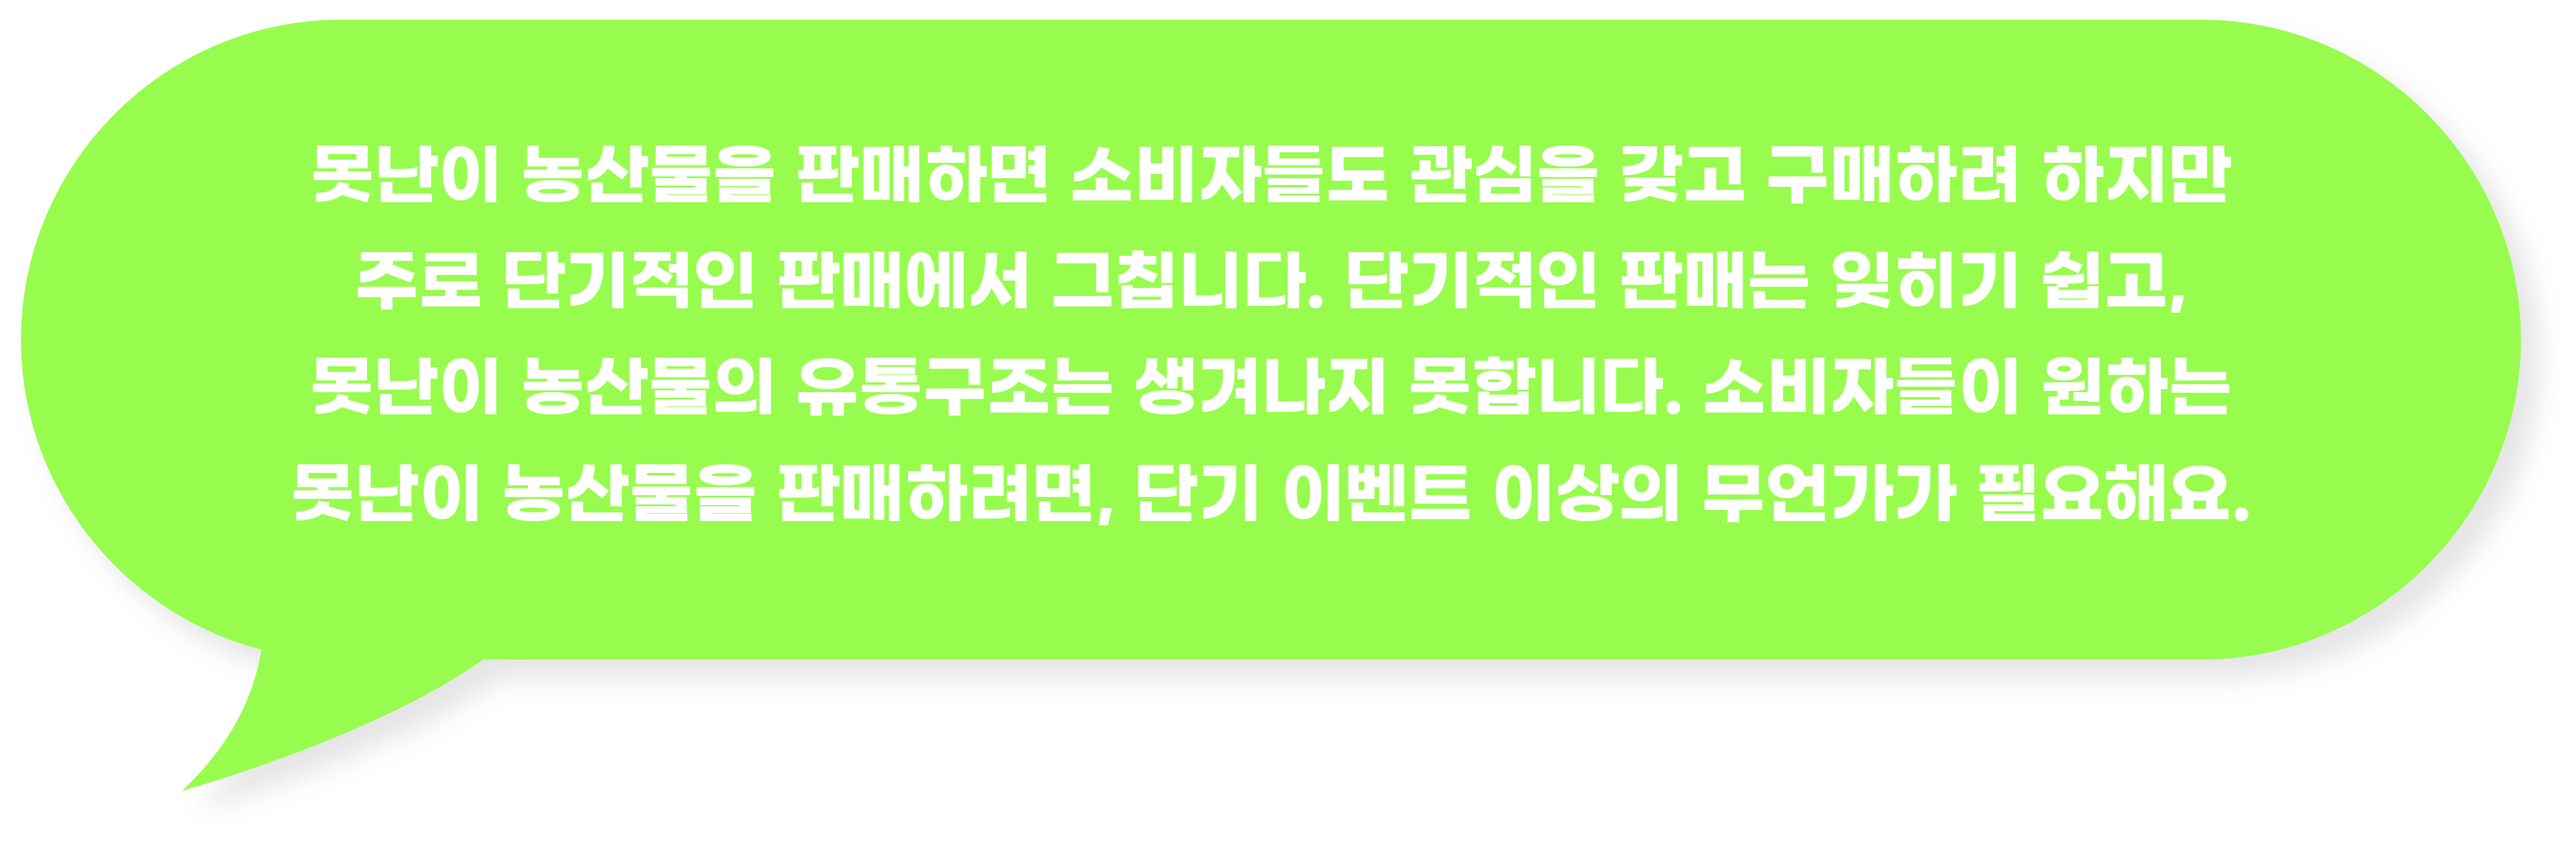 못난이 농산물을 판매하면 소비자들도 관심을 갖고 구매하려 하지만
주로 단기적인 판매에서 그칩니다. 단기적인 판매는 잊히기 쉽고,
못난이 농산물의 유통구조는 생겨나지 못합니다. 소비자들이 원하는
못난이 농산물을 판매하려면, 단기 이벤트 이상의 무언가가 필요해요.